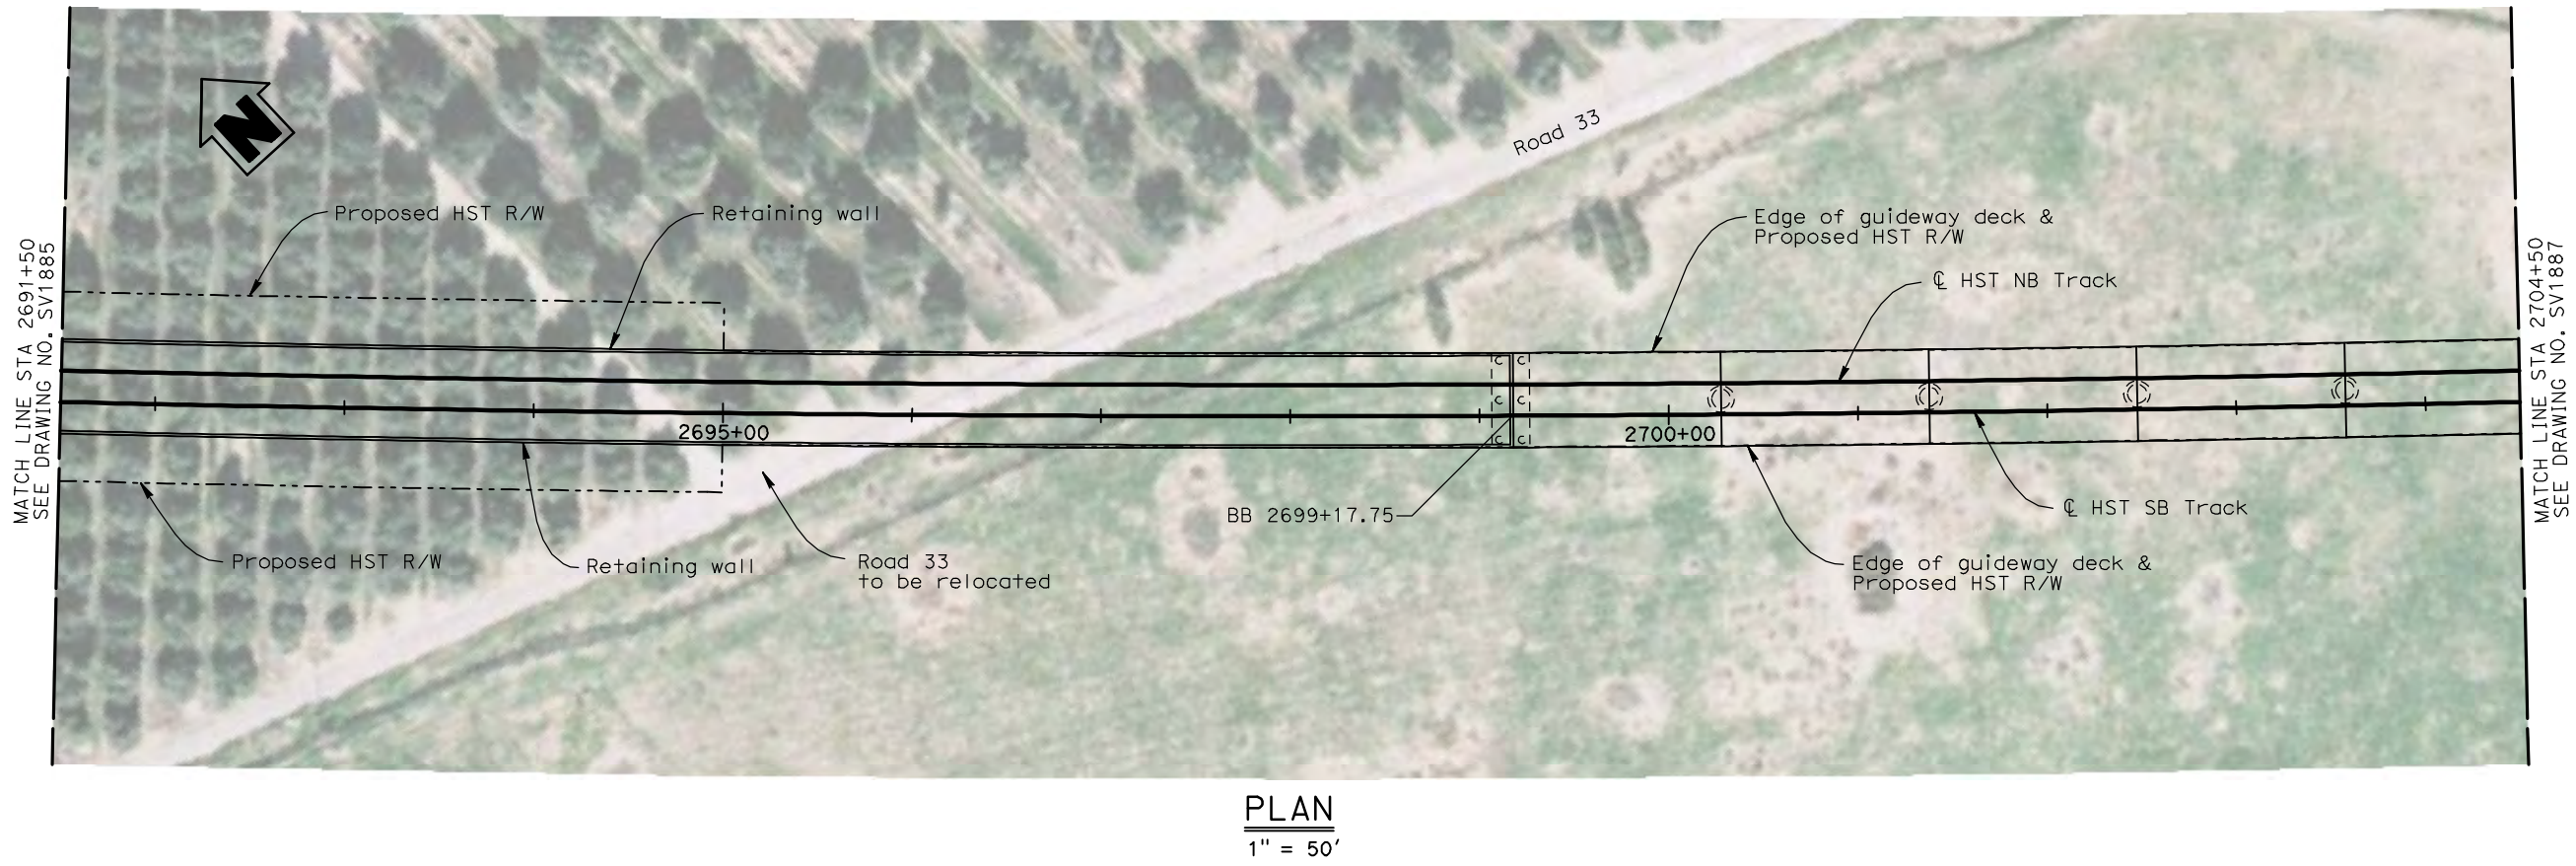 N
Road 33
Proposed HST R/W
Retaining wall
Edge of guideway deck &
Proposed HST R/W
℄ HST NB Track
MATCH LINE STA 2691+50
SEE DRAWING NO. SV1885
MATCH LINE STA 2704+50
SEE DRAWING NO. SV1887
C C
C C
C C
2695+00
2700+00
BB 2699+17.75
℄ HST SB Track
Proposed HST R/W
Retaining wall
Road 33
to be relocated
Edge of guideway deck &
Proposed HST R/W
PLAN
1" = 50'